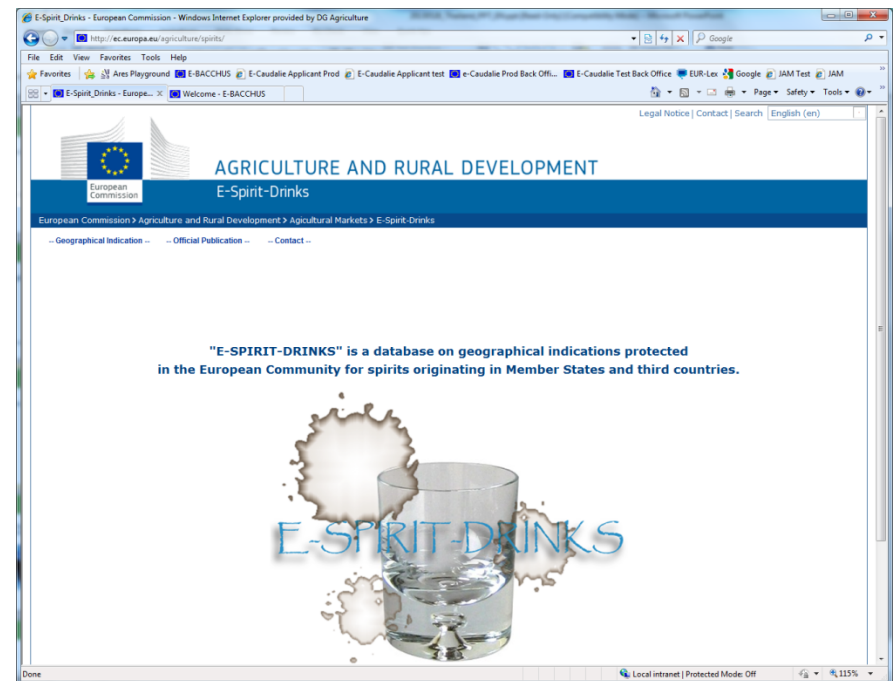 E-Spirit_Drinks - European Commission - Windows Internet Explorer provided by DG Agriculture
http://ec.europa.eu/agriculture/spirits/
Google
File Edit View Favorites Tools Help
Favorites Ares Playground E-BACCHUS E-Caudalie Applicant Prod E-Caudalie Applicant test e-Caudalie Prod Back Offi... E-Caudalie Test Back Office EUR-Lex Google JAM Test JAM
E-Spirit_Drinks - Europe... Welcome - E-BACCHUS Page Safety Tools
Legal Notice | Contact | Search English (en)
European
Commission
AGRICULTURE AND RURAL DEVELOPMENT
E-Spirit-Drinks
European Commission > Agriculture and Rural Development > Agicultural Markets > E-Spirit-Drinks
-- Geographical Indication -- -- Official Publication -- -- Contact --
"E-SPIRIT-DRINKS" is a database on geographical indications protected
in the European Community for spirits originating in Member States and third countries.
E-SPIRIT-DRINKS
Done Local intranet | Protected Mode: Off 115%